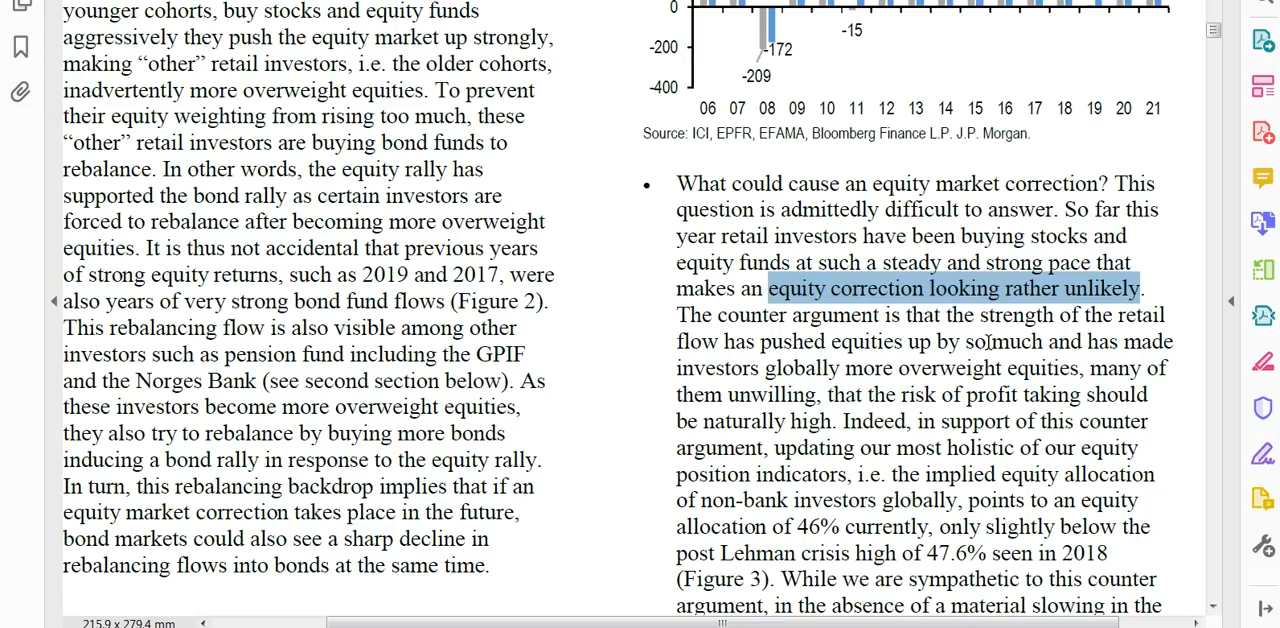 younger cohorts, buy stocks and equity funds
aggressively they push the equity market up strongly,
making “other” retail investors, i.e. the older cohorts,
inadvertently more overweight equities. To prevent
their equity weighting from rising too much, these
“other” retail investors are buying bond funds to
rebalance. In other words, the equity rally has
supported the bond rally as certain investors are
forced to rebalance after becoming more overweight
equities. It is thus not accidental that previous years
of strong equity returns, such as 2019 and 2017, were
also years of very strong bond fund flows (Figure 2).
This rebalancing flow is also visible among other
investors such as pension fund including the GPIF
and the Norges Bank (see second section below). As
these investors become more overweight equities,
they also try to rebalance by buying more bonds
inducing a bond rally in response to the equity rally.
In turn, this rebalancing backdrop implies that if an
equity market correction takes place in the future,
bond markets could also see a sharp decline in
rebalancing flows into bonds at the same time.
0
-200
-400
-15
-172
-209
06 07 08 09 10 11 12 13 14 15 16 17 18 19 20 21
Source: ICI, EPFR, EFAMA, Bloomberg Finance L.P. J.P. Morgan.
• What could cause an equity market correction? This
question is admittedly difficult to answer. So far this
year retail investors have been buying stocks and
equity funds at such a steady and strong pace that
makes an equity correction looking rather unlikely.
The counter argument is that the strength of the retail
flow has pushed equities up by so much and has made
investors globally more overweight equities, many of
them unwilling, that the risk of profit taking should
be naturally high. Indeed, in support of this counter
argument, updating our most holistic of our equity
position indicators, i.e. the implied equity allocation
of non-bank investors globally, points to an equity
allocation of 46% currently, only slightly below the
post Lehman crisis high of 47.6% seen in 2018
(Figure 3). While we are sympathetic to this counter
argument, in the absence of a material slowing in the
215.9 x 279.4 mm